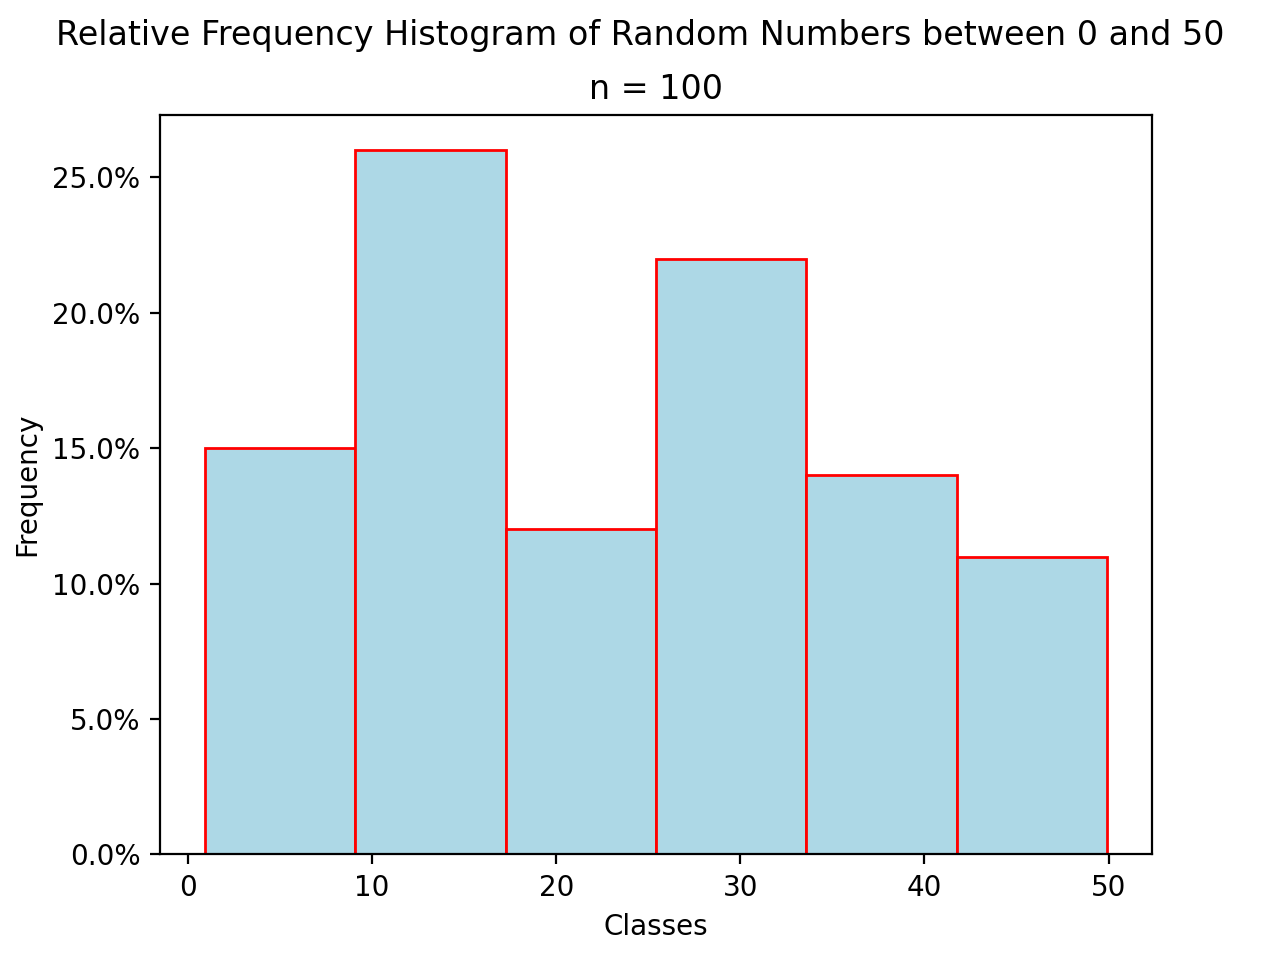 Relative Frequency Histogram of Random Numbers between 0 and 50
n = 100
25.0%
20.0%
15.0%
10.0%
5.0%
0.0%
Frequency
0 10 20 30 40 50
Classes